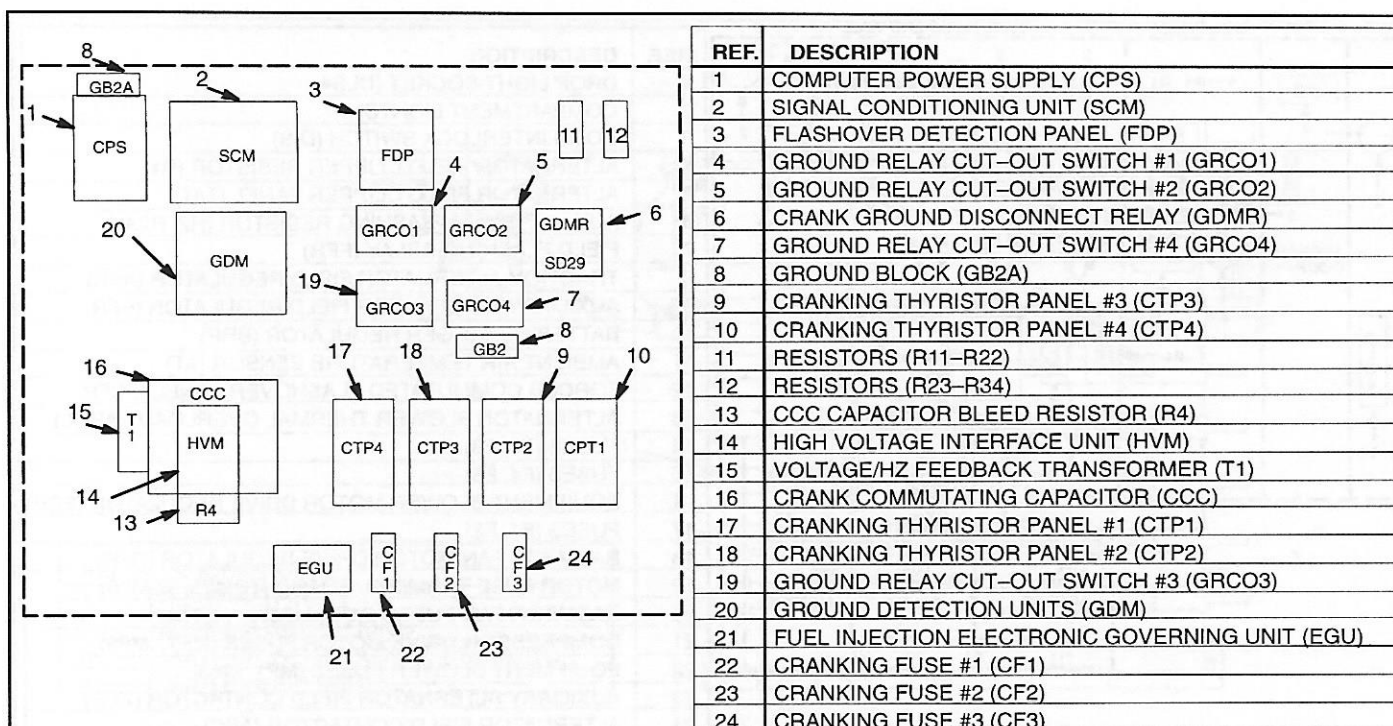 8
GB2A
2
3
1
CPS
SCM
FDP
11
12
4
5
6
GRCO1
GRCO2
GDMR
SD29
20
GDM
19
GRCO3
GRCO4
7
GB2
8
17
18
9
10
16
CCC
15
T1
HVM
CTP4
CTP3
CTP2
CPT1
14
13
R4
EGU
CF1
CF2
CF3
24
21
22
23
REF. DESCRIPTION
1 COMPUTER POWER SUPPLY (CPS)
2 SIGNAL CONDITIONING UNIT (SCM)
3 FLASHOVER DETECTION PANEL (FDP)
4 GROUND RELAY CUT–OUT SWITCH #1 (GRCO1)
5 GROUND RELAY CUT–OUT SWITCH #2 (GRCO2)
6 CRANK GROUND DISCONNECT RELAY (GDMR)
7 GROUND RELAY CUT–OUT SWITCH #4 (GRCO4)
8 GROUND BLOCK (GB2A)
9 CRANKING THYRISTOR PANEL #3 (CTP3)
10 CRANKING THYRISTOR PANEL #4 (CTP4)
11 RESISTORS (R11–R22)
12 RESISTORS (R23–R34)
13 CCC CAPACITOR BLEED RESISTOR (R4)
14 HIGH VOLTAGE INTERFACE UNIT (HVM)
15 VOLTAGE/HZ FEEDBACK TRANSFORMER (T1)
16 CRANK COMMUTATING CAPACITOR (CCC)
17 CRANKING THYRISTOR PANEL #1 (CTP1)
18 CRANKING THYRISTOR PANEL #2 (CTP2)
19 GROUND RELAY CUT–OUT SWITCH #3 (GRCO3)
20 GROUND DETECTION UNITS (GDM)
21 FUEL INJECTION ELECTRONIC GOVERNING UNIT (EGU)
22 CRANKING FUSE #1 (CF1)
23 CRANKING FUSE #2 (CF2)
24 CRANKING FUSE #3 (CF3)